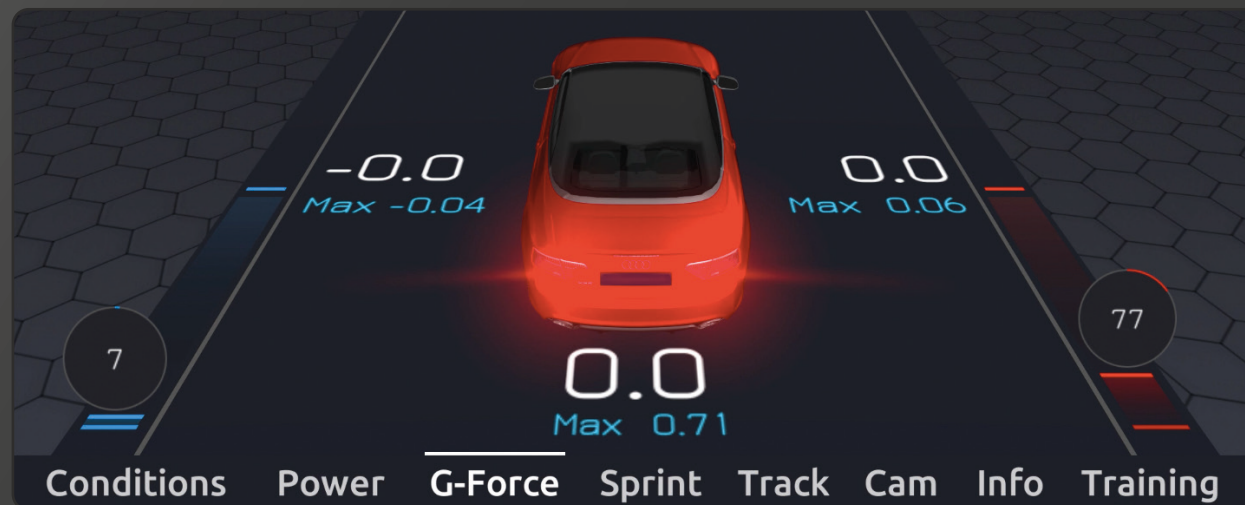 -0.0
Max -0.04
0.0
Max 0.06
7
77
0.0
Max 0.71
Conditions Power G-Force Sprint Track Cam Info Training